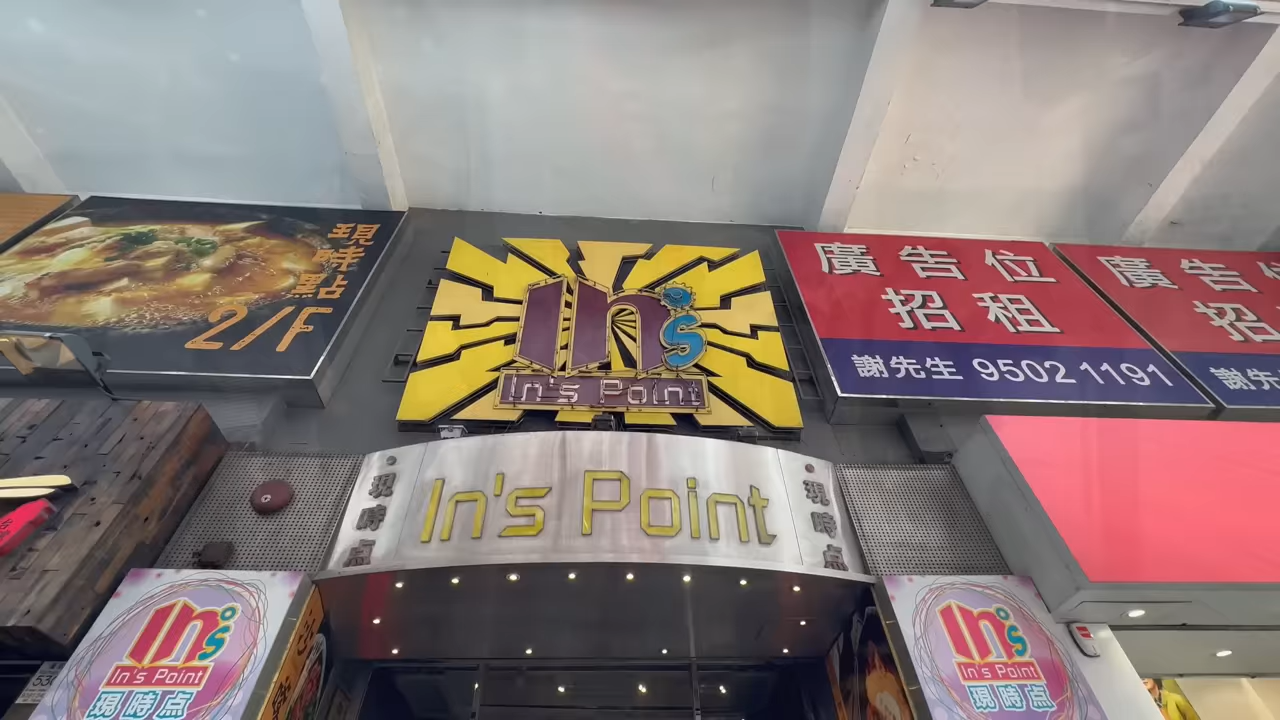 現時點
2/F
In's
In's Point
廣告位
招租
謝先生 9502 1191
廣告位
招租
謝先
現時点
In's Point
現時点
In's
In's Point
現時点
In's
In's Point
現時点